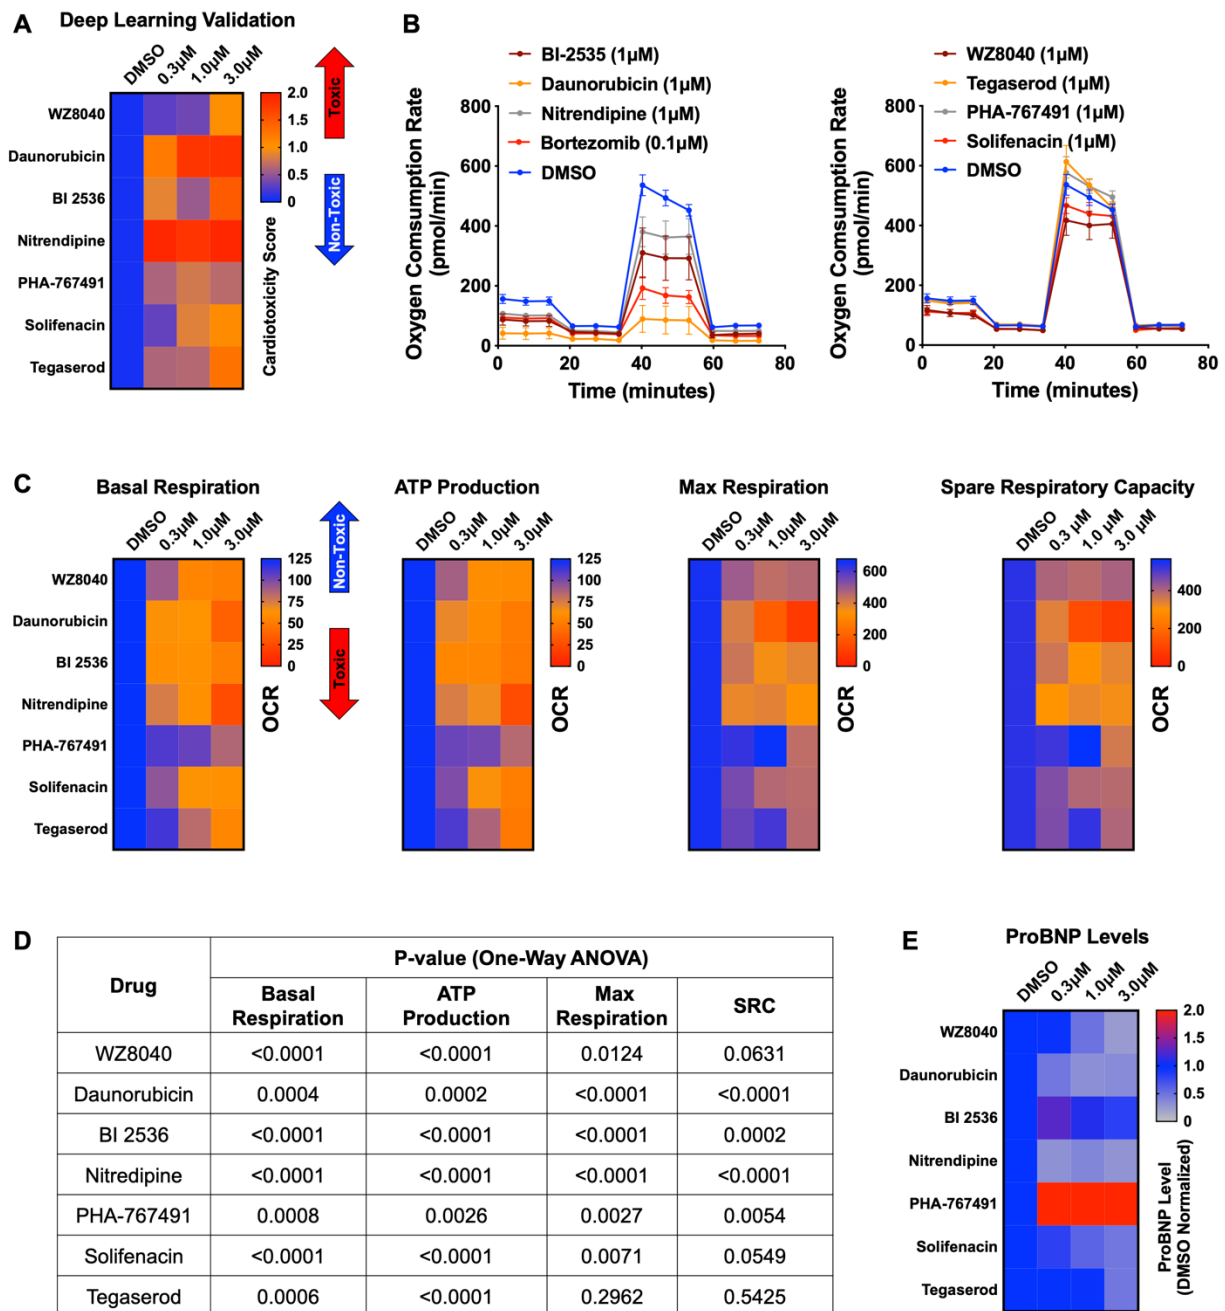 A
Deep Learning Validation
DMSO
0.3µM
1.0µM
3.0µM
WZ8040
Daunorubicin
BI 2536
Nitrendipine
PHA-767491
Solifenacin
Tegaserod
2.0
1.5
1.0
0.5
0
Cardiotoxicity Score
Toxic
Non-Toxic
B
BI-2535 (1µM)
Daunorubicin (1µM)
Nitrendipine (1µM)
Bortezomib (0.1µM)
DMSO
Oxygen Comsumption Rate
(pmol/min)
800
600
400
200
0
0
20
40
60
80
Time (minutes)
WZ8040 (1µM)
Tegaserod (1µM)
PHA-767491 (1µM)
Solifenacin (1µM)
DMSO
Oxygen Comsumption Rate
(pmol/min)
800
600
400
200
0
0
20
40
60
80
Time (minutes)
C
Basal Respiration
DMSO
0.3µM
1.0µM
3.0µM
WZ8040
Daunorubicin
BI 2536
Nitrendipine
PHA-767491
Solifenacin
Tegaserod
125
100
75
50
25
0
OCR
Non-Toxic
Toxic
ATP Production
DMSO
0.3µM
1.0µM
3.0µM
125
100
75
50
25
0
OCR
Max Respiration
DMSO
0.3µM
1.0µM
3.0µM
600
400
200
0
OCR
Spare Respiratory Capacity
DMSO
0.3 µM
1.0 µM
3.0 µM
400
200
0
OCR
D
Drug
P-value (One-Way ANOVA)
Basal Respiration
ATP Production
Max Respiration
SRC
WZ8040 <0.0001 <0.0001 0.0124 0.0631
Daunorubicin 0.0004 0.0002 <0.0001 <0.0001
BI 2536 <0.0001 <0.0001 <0.0001 0.0002
Nitredipine <0.0001 <0.0001 <0.0001 <0.0001
PHA-767491 0.0008 0.0026 0.0027 0.0054
Solifenacin <0.0001 <0.0001 0.0071 0.0549
Tegaserod 0.0006 <0.0001 0.2962 0.5425
E
ProBNP Levels
DMSO
0.3µM
1.0µM
3.0µM
WZ8040
Daunorubicin
BI 2536
Nitrendipine
PHA-767491
Solifenacin
Tegaserod
2.0
1.5
1.0
0.5
0
ProBNP Level
(DMSO Normalized)